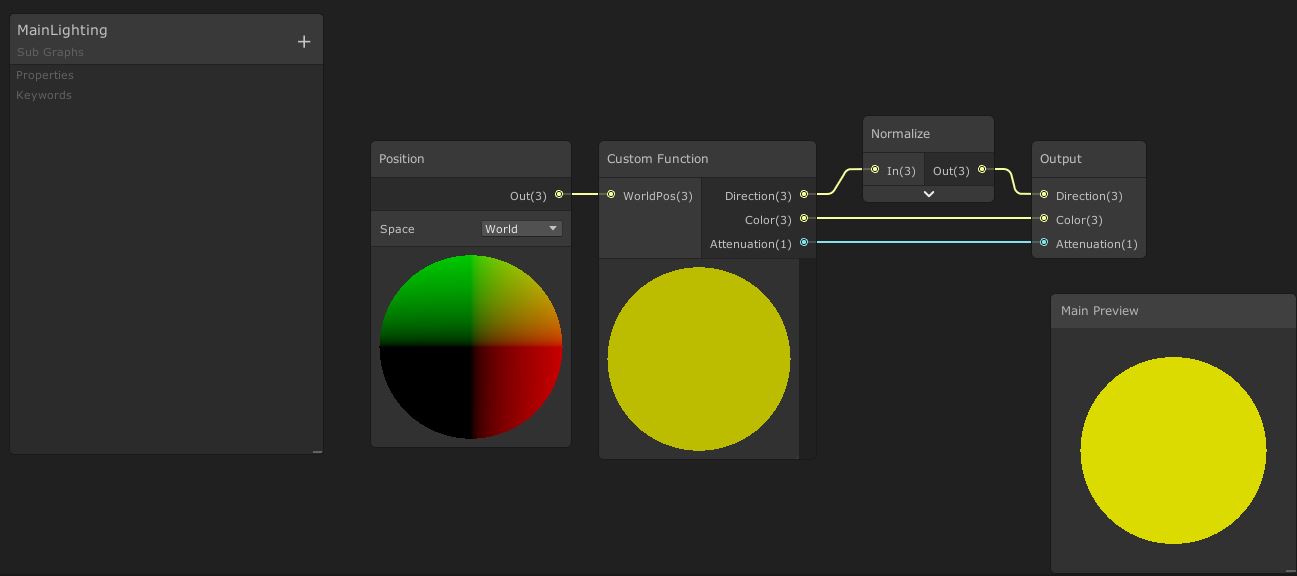 MainLighting
Sub Graphs
Properties
Keywords
Position
Out(3)
Space
World
Custom Function
WorldPos(3)
Direction(3)
Color(3)
Attenuation(1)
Normalize
In(3)
Out(3)
Output
Direction(3)
Color(3)
Attenuation(1)
Main Preview